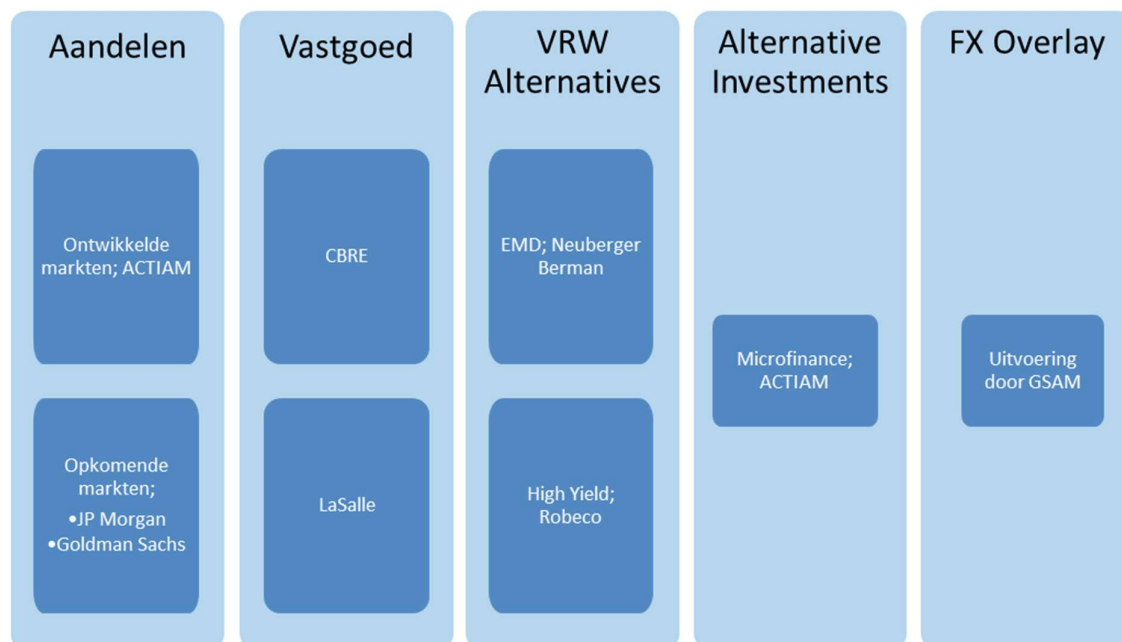 Aandelen
Ontwikkelde
markten; ACTIAM
Opkomende
markten;
•JP Morgan
•Goldman Sachs
Vastgoed
CBRE
LaSalle
VRW
Alternatives
EMD; Neuberger
Berman
High Yield;
Robeco
Alternative
Investments
Microfinance;
ACTIAM
FX Overlay
Uitvoering
door GSAM